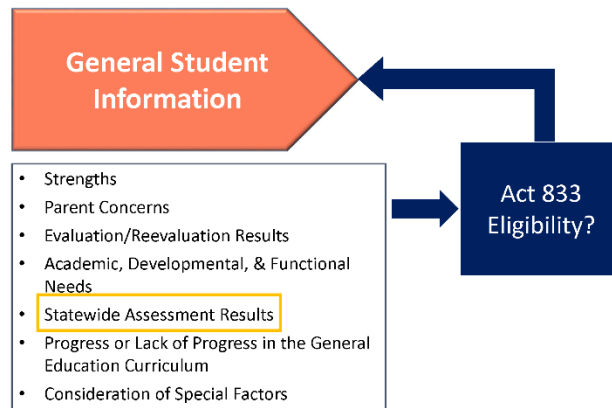 General Student
Information
• Strengths
• Parent Concerns
• Evaluation/Reevaluation Results
• Academic, Developmental, & Functional
Needs
• Statewide Assessment Results
• Progress or Lack of Progress in the General
Education Curriculum
• Consideration of Special Factors
Act 833
Eligibility?